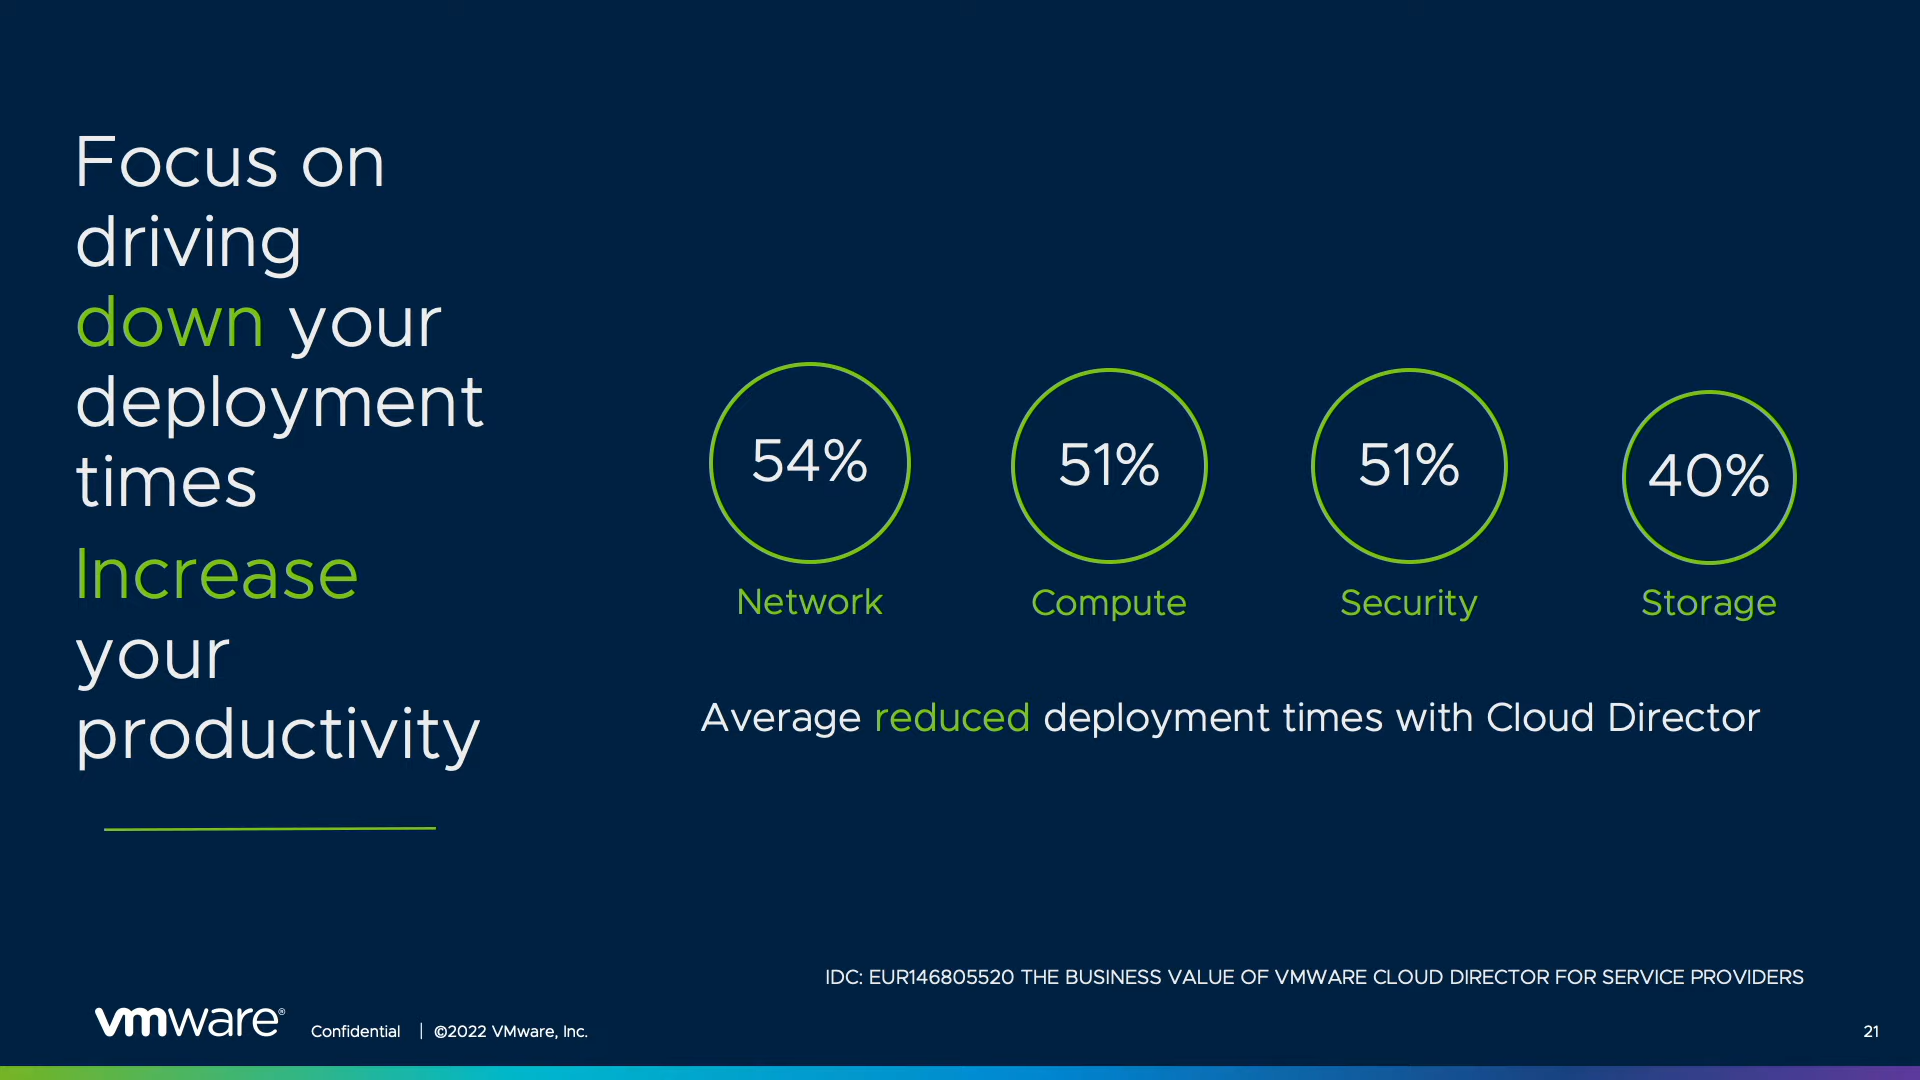 Focus on
driving
down your
deployment
times
Increase
your
productivity
54%
51%
51%
40%
Network
Compute
Security
Storage
Average reduced deployment times with Cloud Director
IDC: EUR146805520 THE BUSINESS VALUE OF VMWARE CLOUD DIRECTOR FOR SERVICE PROVIDERS
vmware®
Confidential | ©2022 VMware, Inc.
21